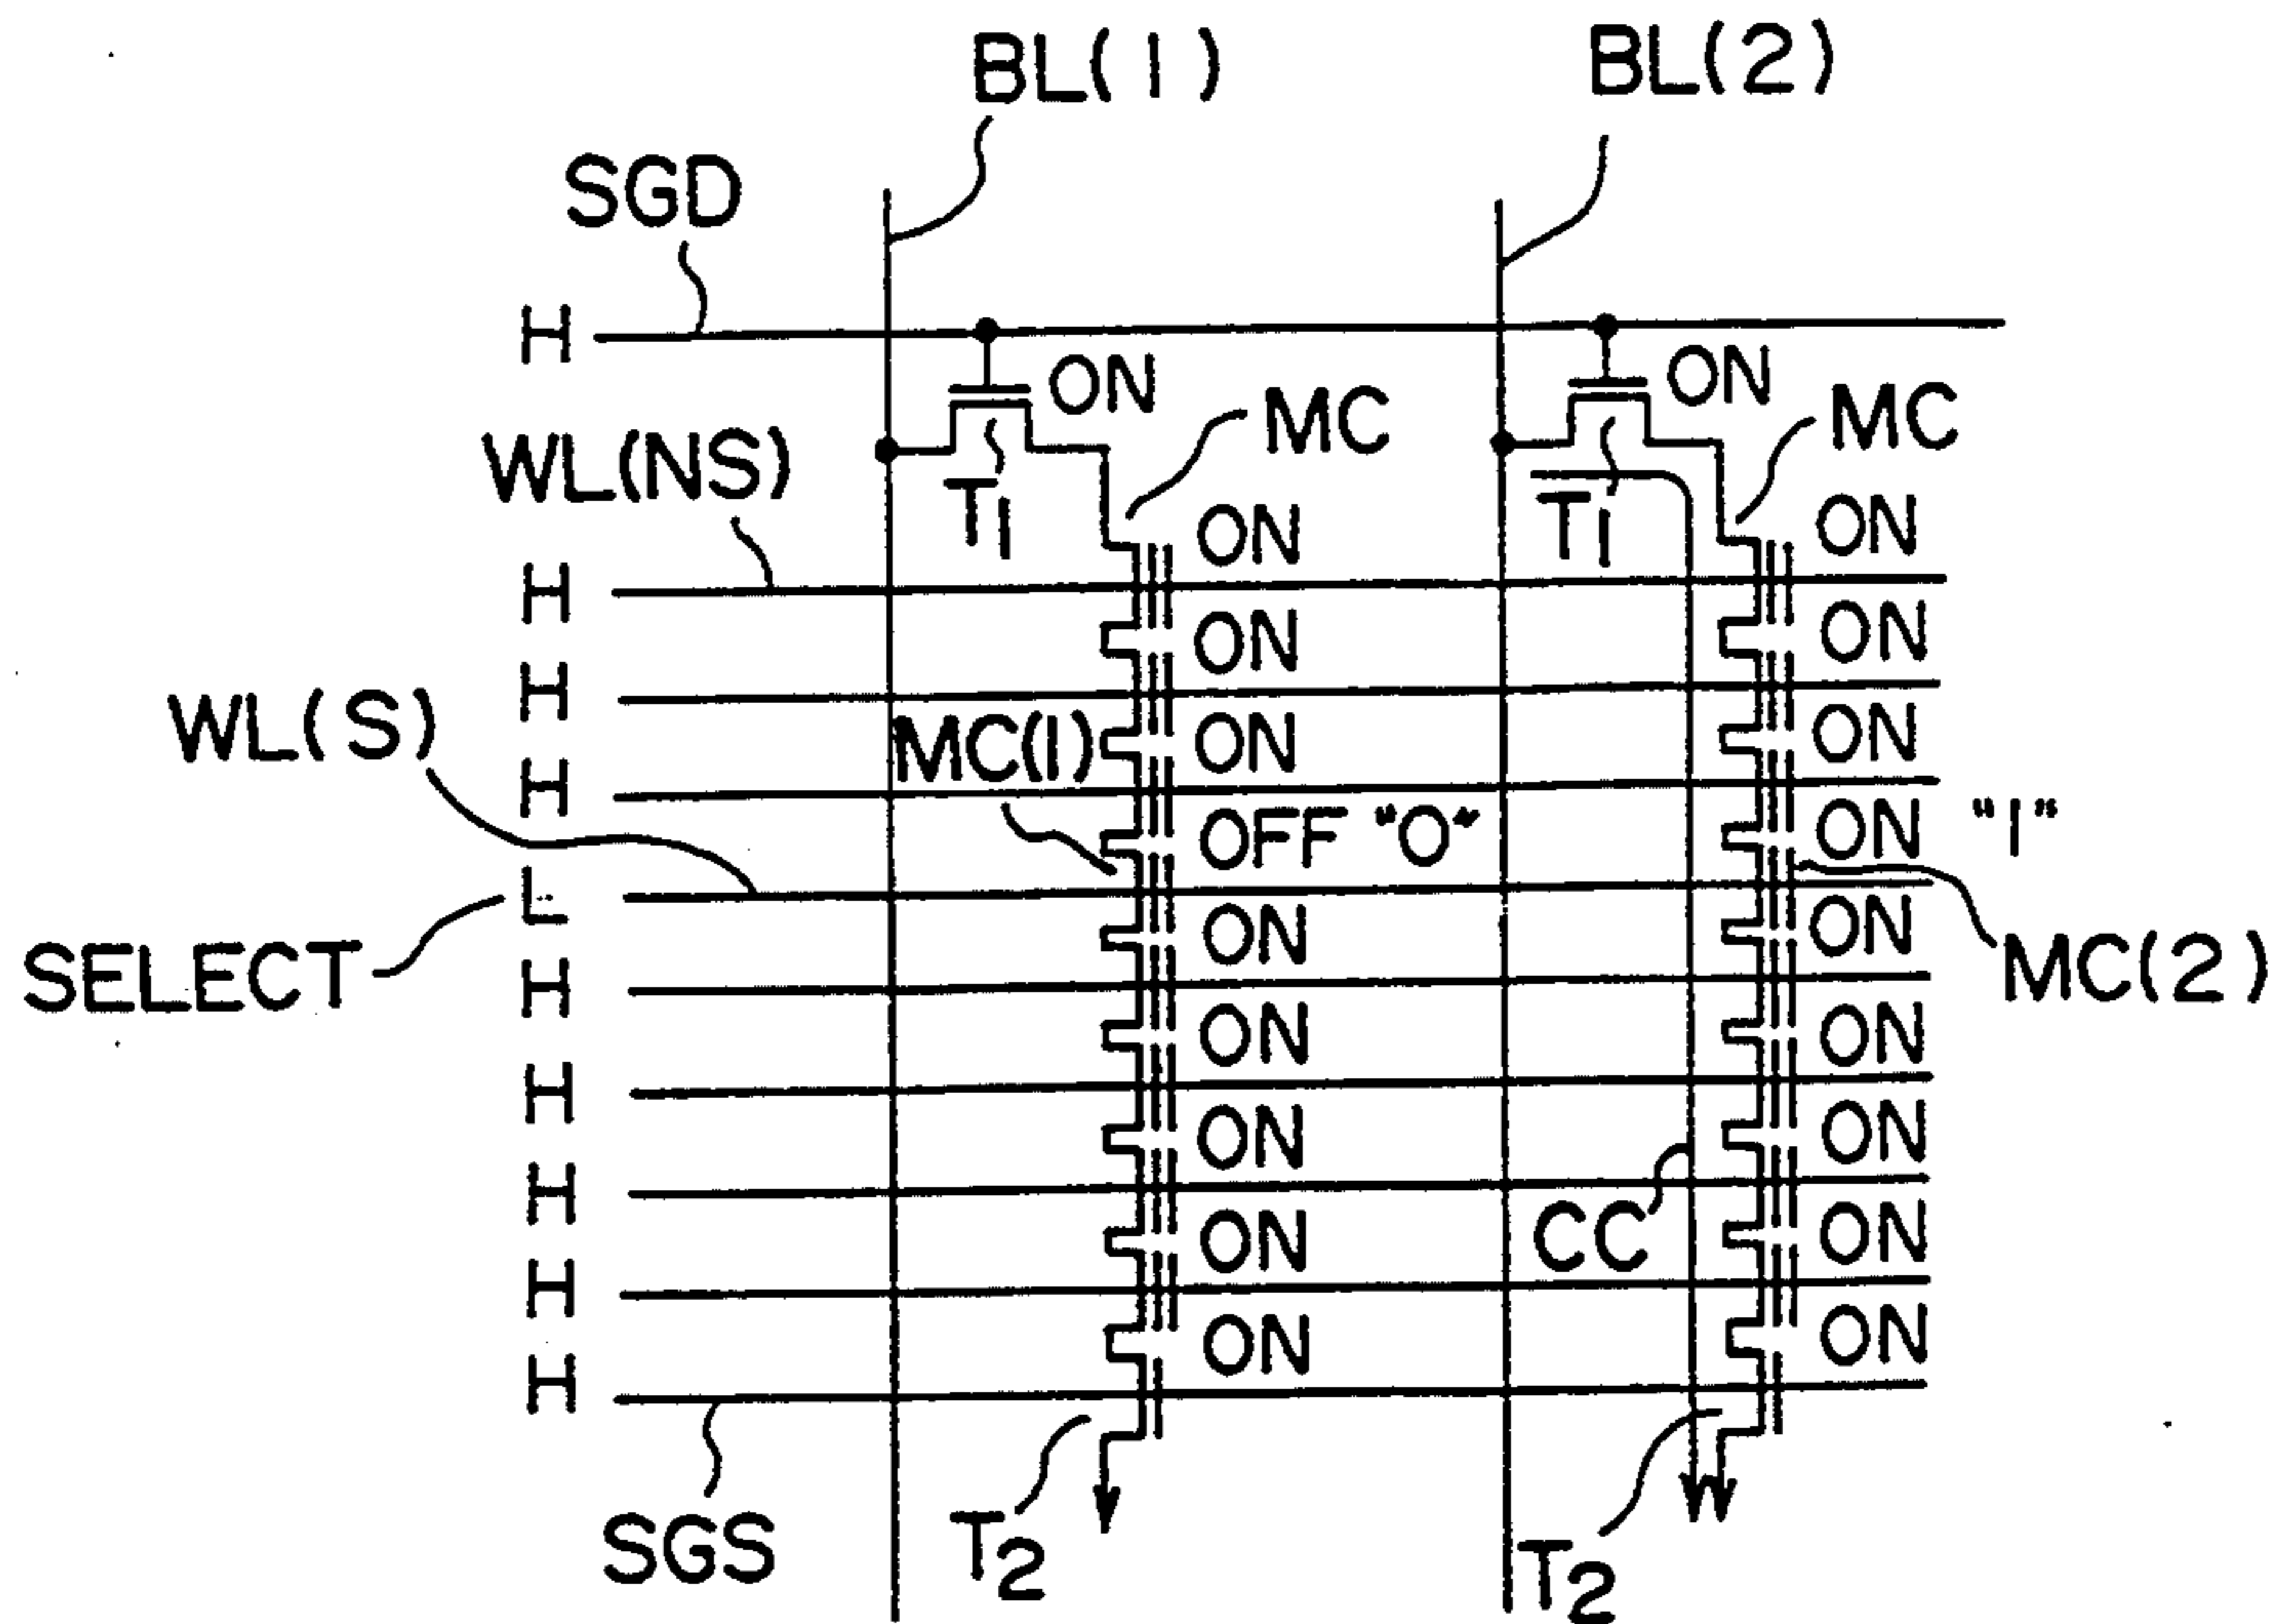 BL(1)
BL(2)
SGD
H
ON
ON
MC
MC
WL(NS)
T1
T1
ON
ON
H
ON
ON
H
WL(S)
MC(1)
ON
ON
H
OFF "0"
ON "1"
L
SELECT
ON
ON
MC(2)
H
ON
ON
H
ON
ON
H
CC
ON
ON
H
ON
ON
H
SGS
T2
T2